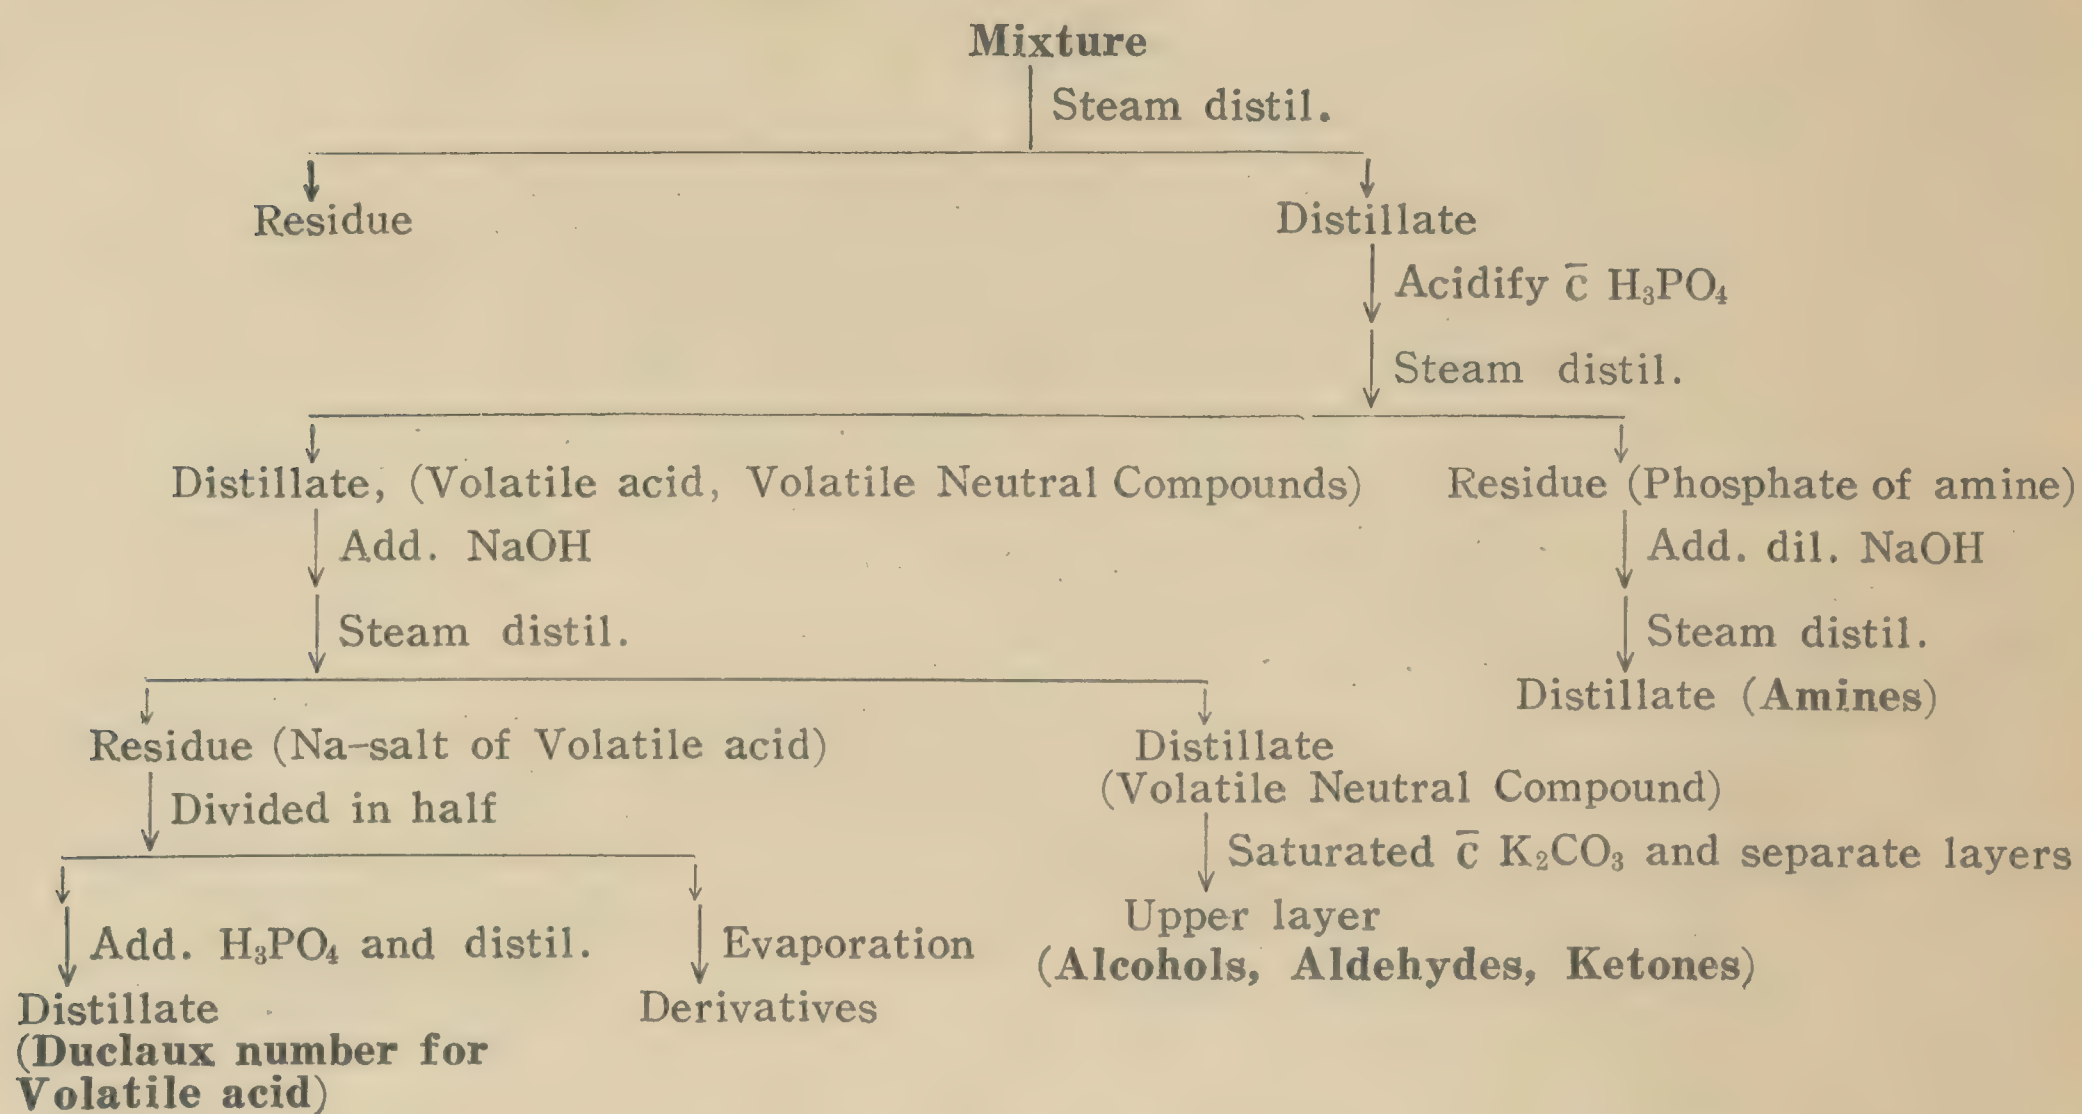 Mixture
Steam distil.
Residue
Distillate
Acidify c̄ H₃PO₄
Steam distil.
Distillate, (Volatile acid, Volatile Neutral Compounds)
Residue (Phosphate of amine)
Add. NaOH
Add. dil. NaOH
Steam distil.
Steam distil.
Distillate (Amines)
Residue (Na-salt of Volatile acid)
Distillate
(Volatile Neutral Compound)
Divided in half
Saturated c̄ K₂CO₃ and separate layers
Upper layer
(Alcohols, Aldehydes, Ketones)
Add. H₃PO₄ and distil.
Evaporation
Distillate
(Duclaux number for
Volatile acid)
Derivatives